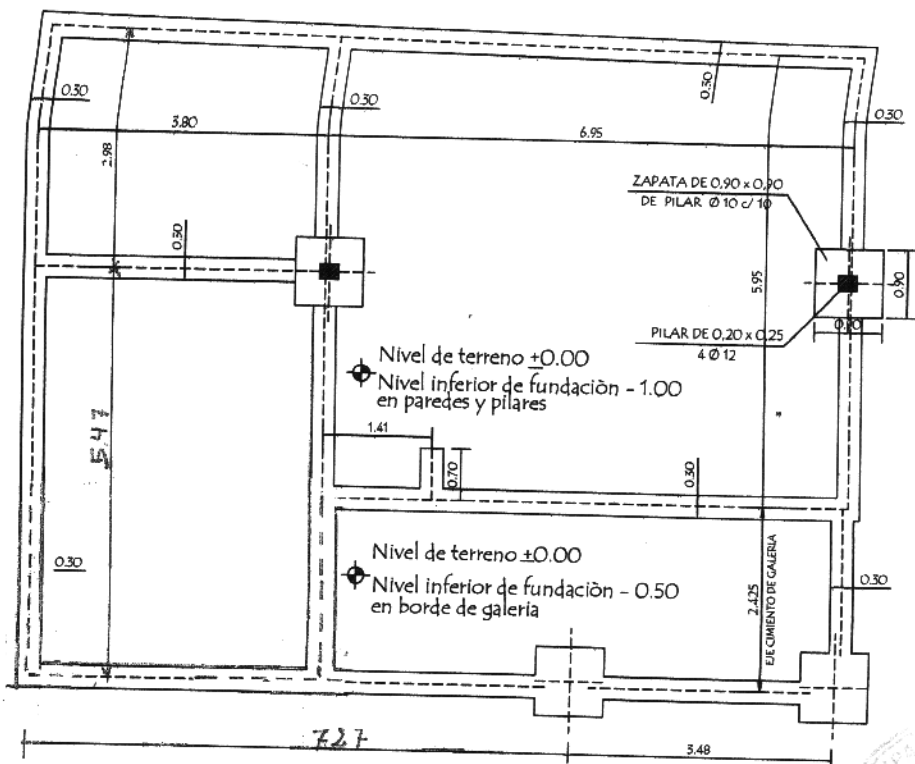 0.30
0.30
0.30
0.30
3.80
6.95
2.98
ZAPATA DE 0,90 x 0,90
DE PILAR Ø 10 c/ 10
0.30
5.95
0.90
PILAR DE 0,20 x 0,25
4 Ø 12
Nivel de terreno ±0.00
Nivel inferior de fundaciòn - 1.00
en paredes y pilares
5.47
1.41
0.70
0.30
0.30
Nivel de terreno ±0.00
Nivel inferior de fundaciòn - 0.50
en borde de galeria
2.425
EJE CIMIENTO DE GALERIA
0.30
727
3.48